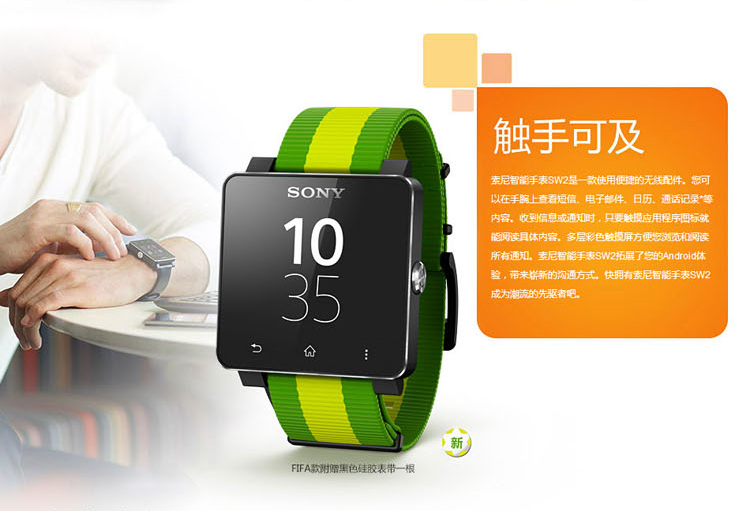 触手可及
索尼智能手表SW2是一款使用便捷的无线配件。您可
以在手腕上查看短信、电子邮件、日历、通话记录"等
内容。收到信息或通知时，只要触摸应用程序图标就
能阅读具体内容。多层彩色触摸屏方便您浏览和阅读
所有通知。索尼智能手表SW2拓展了您的Android体
验，带来崭新的沟通方式。快拥有索尼智能手表SW2
成为潮流的先驱者吧。
SONY
10
35
新
FIFA款附赠黑色硅胶表带一根